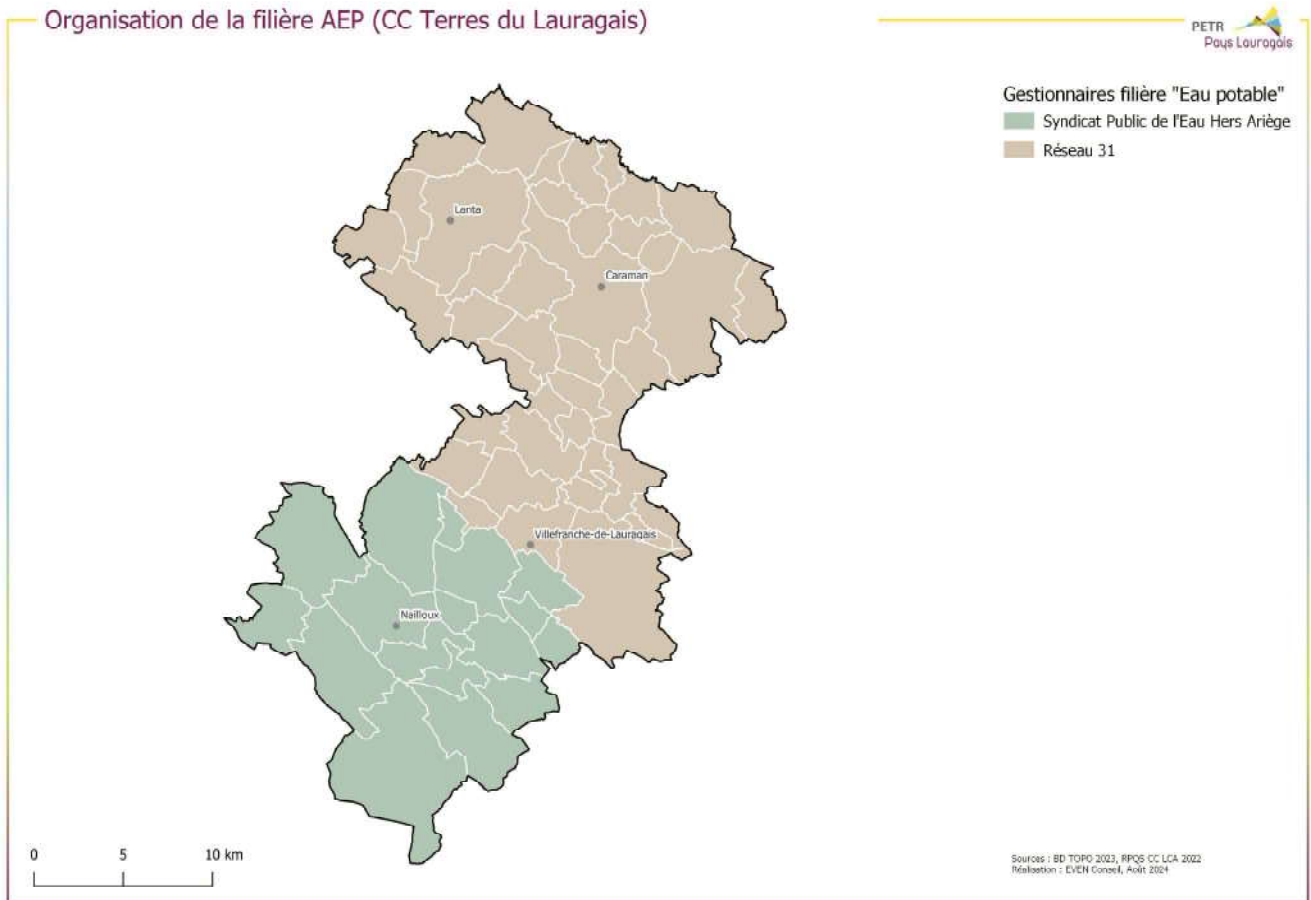 Organisation de la filière AEP (CC Terres du Lauragais)
PETR
Pays Lauragais
Gestionnaires filière "Eau potable"
Syndicat Public de l'Eau Hers Ariège
Réseau 31
Lanta
Caraman
Villefranche-de-Lauragais
Nailloux
0 5 10 km
Sources : BD TOPO 2023, RPQS CC LCA 2022
Réalisation : EVEN Conseil, Août 2024